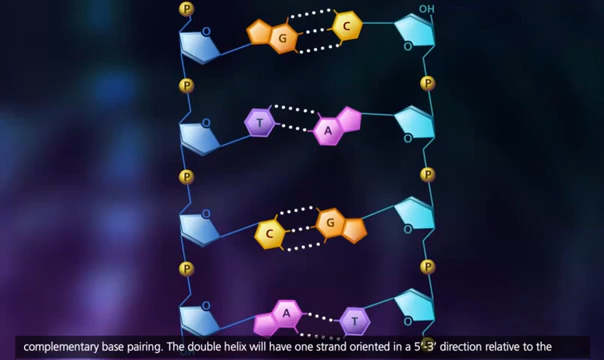 P
OH
G C
O O
P P
O T A O
P P
O C G O
P P
O A T O
complementary base pairing. The double helix will have one strand oriented in a 5'-3' direction relative to the